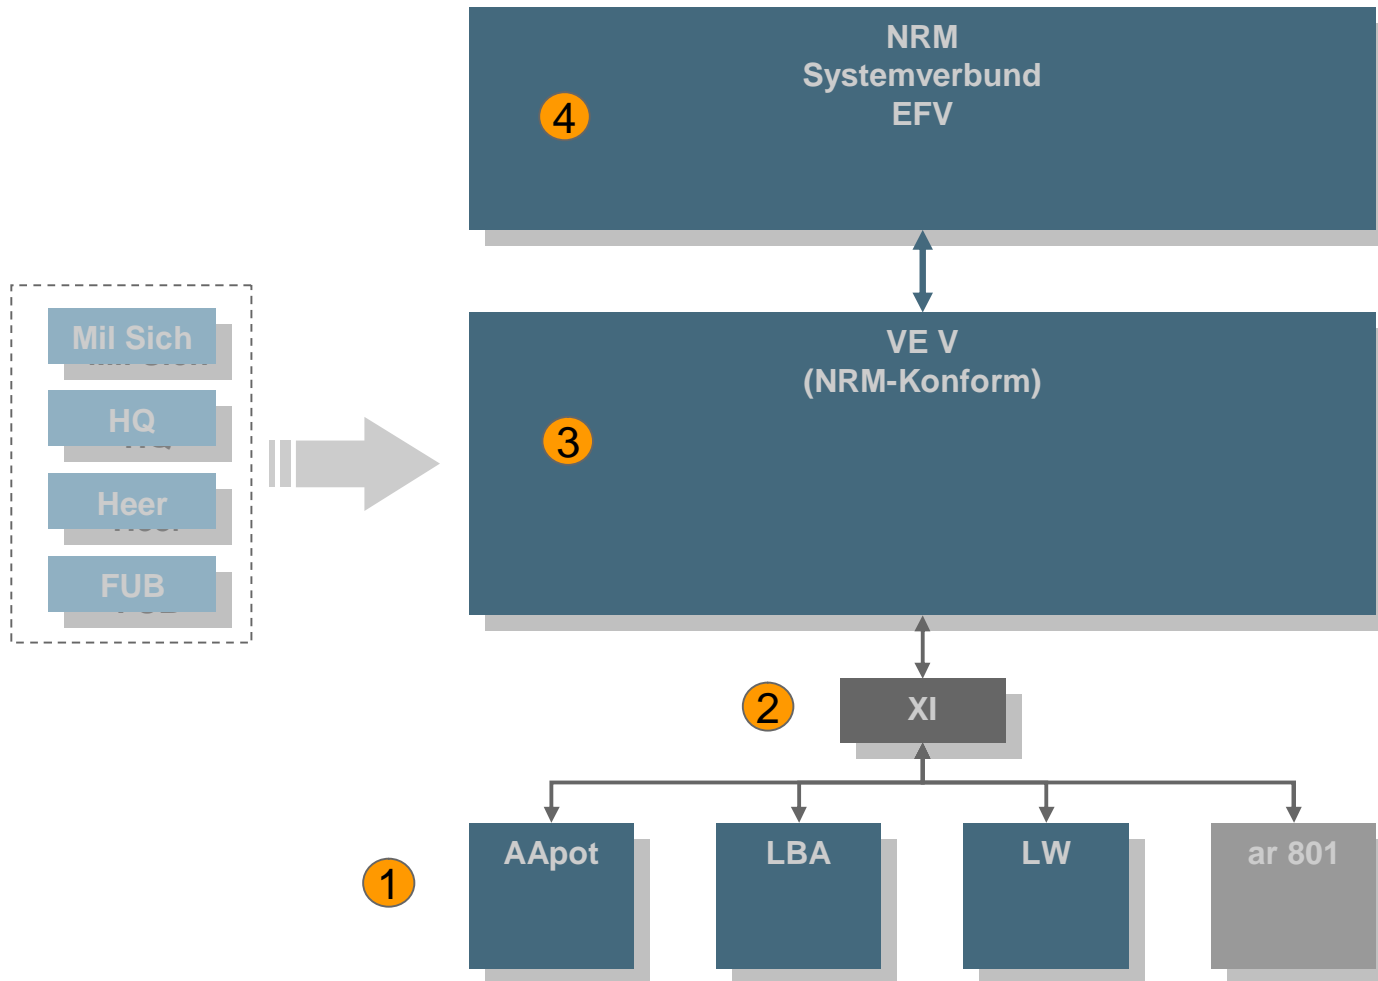 NRM
Systemverbund
EFV
4
Mil Sich
HQ
Heer
FUB
VE V
(NRM-Konform)
3
2
XI
1
AApot
LBA
LW
ar 801